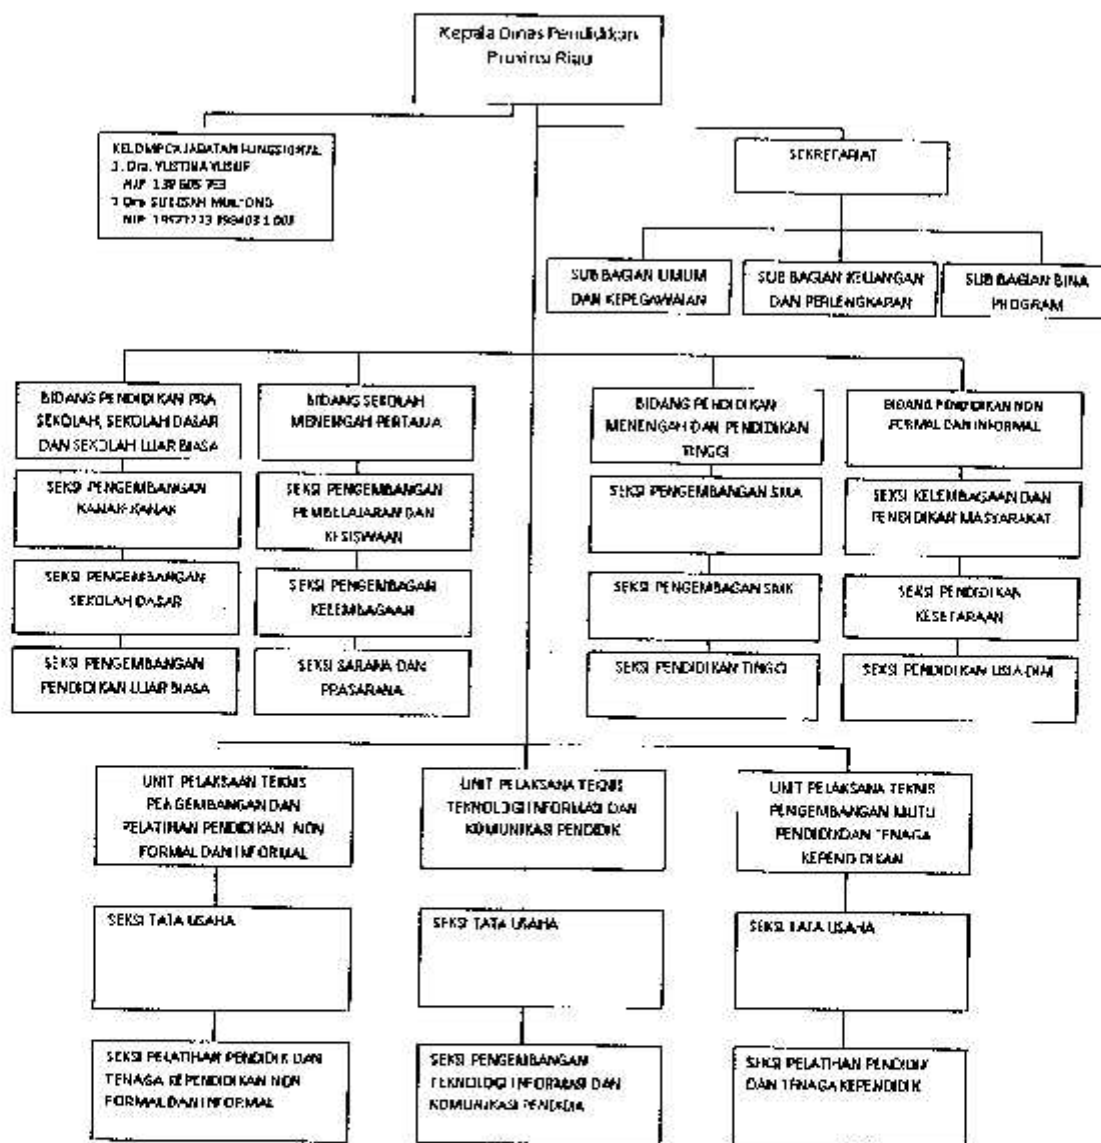 Kepala Dinas Pendidikan
Provinsi Riau
KELOMPOK JABATAN FUNGSIONAL
1. Dra. YUSTINA YUSUF
NIP
2 Dra
NIP
SEKRETARIAT
SUB BAGIAN UMUM
DAN KEPEGAWAIAN
SUB BAGIAN KEUANGAN
DAN PERLENGKAPAN
SUB BAGIAN BINA
PROGRAM
BIDANG PENDIDIKAN PRA
SEKOLAH, SEKOLAH DASAR
DAN SEKOLAH LUAR BIASA
BIDANG SEKOLAH
MENENGAH PERTAMA
BIDANG PENDIDIKAN
MENENGAH DAN PENDIDIKAN
TINGGI
BIDANG PENDIDIKAN NON
FORMAL DAN INFORMAL
SEKSI PENGEMBANGAN
KANAK-KANAK
SEKSI PENGEMBANGAN
PEMBELAJARAN DAN
KESISWAAN
SEKSI PENGEMBANGAN SMA
SEKSI KELEMBAGAAN DAN
PENDIDIKAN MASYARAKAT
SEKSI PENGEMBANGAN
SEKOLAH DASAR
SEKSI PENGEMBAGAN
KELEMBAGAAN
SEKSI PENGEMBAGAN SMK
SEKSI PENDIDIKAN
KESETARAAN
SEKSI PENGEMBANGAN
PENDIDIKAN LUAR BIASA
SEKSI SARANA DAN
PRASARANA
SEKSI PENDIDIKAN TINGGI
SEKSI PENDIDIKAN USIA DINI
UNIT PELAKSAAN TEKNIS
PENGEMBANGAN DAN
PELATIHAN PENDIDIKAN NON
FORMAL DAN INFORMAL
UNIT PELAKSANA TEKNIS
TEKNOLOGI INFORMASI DAN
KOMUNIKASI PENDIDIK
UNIT PELAKSANA TEKNIS
PENGEMBANGAN MUTU
PENDIDIKDAN TENAGA
KEPENDIDIKAN
SEKSI TATA USAHA
SEKSI TATA USAHA
SEKSI TATA USAHA
SEKSI PELATIHAN PENDIDIK DAN
TENAGA KEPENDIDIKAN NON
FORMAL DAN INFORMAL
SEKSI PENGEMBANGAN
TEKNOLOGI INFORMASI DAN
KOMUNIKASI PENDIDIA
SEKSI PELATIHAN PENDIDIK
DAN TENAGA KEPENDIDIK